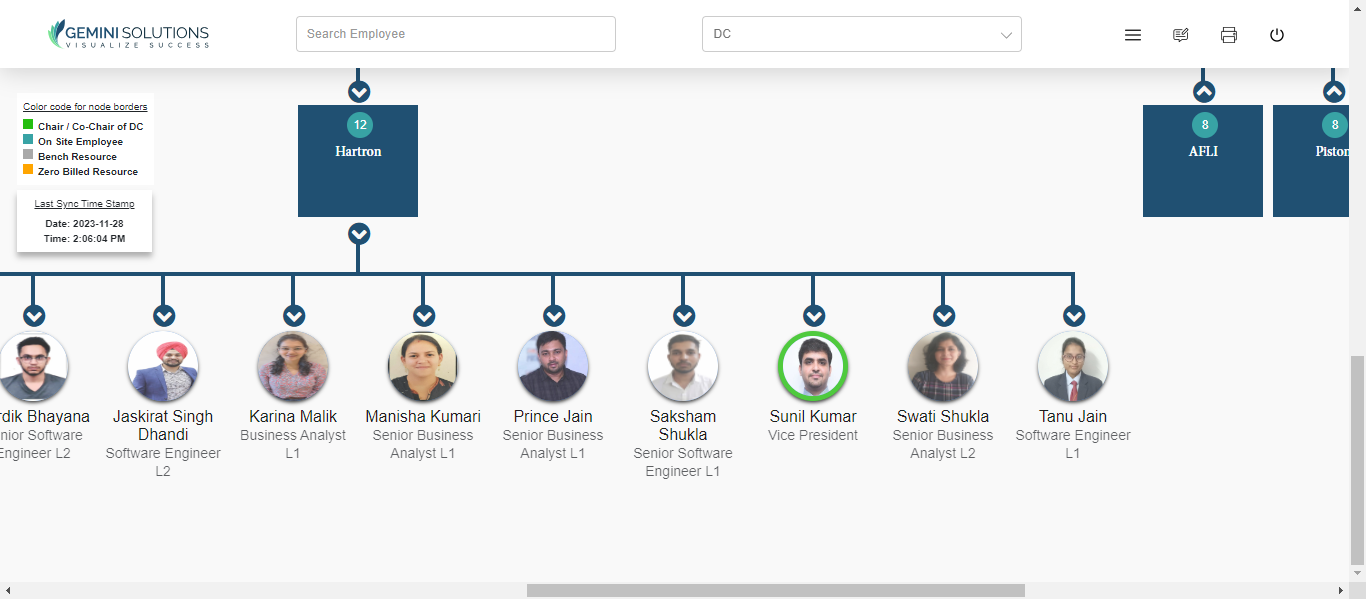 GEMINI SOLUTIONS
VISUALIZE SUCCESS
Search Employee
DC
Color code for node borders
Chair / Co-Chair of DC
On Site Employee
Bench Resource
Zero Billed Resource
Last Sync Time Stamp
Date: 2023-11-28
Time: 2:06:04 PM
12
Hartron
8
AFLI
8
Piston
rdik Bhayana
nior Software
Engineer L2
Jaskirat Singh
Dhandi
Software Engineer
L2
Karina Malik
Business Analyst
L1
Manisha Kumari
Senior Business
Analyst L1
Prince Jain
Senior Business
Analyst L1
Saksham
Shukla
Senior Software
Engineer L1
Sunil Kumar
Vice President
Swati Shukla
Senior Business
Analyst L2
Tanu Jain
Software Engineer
L1